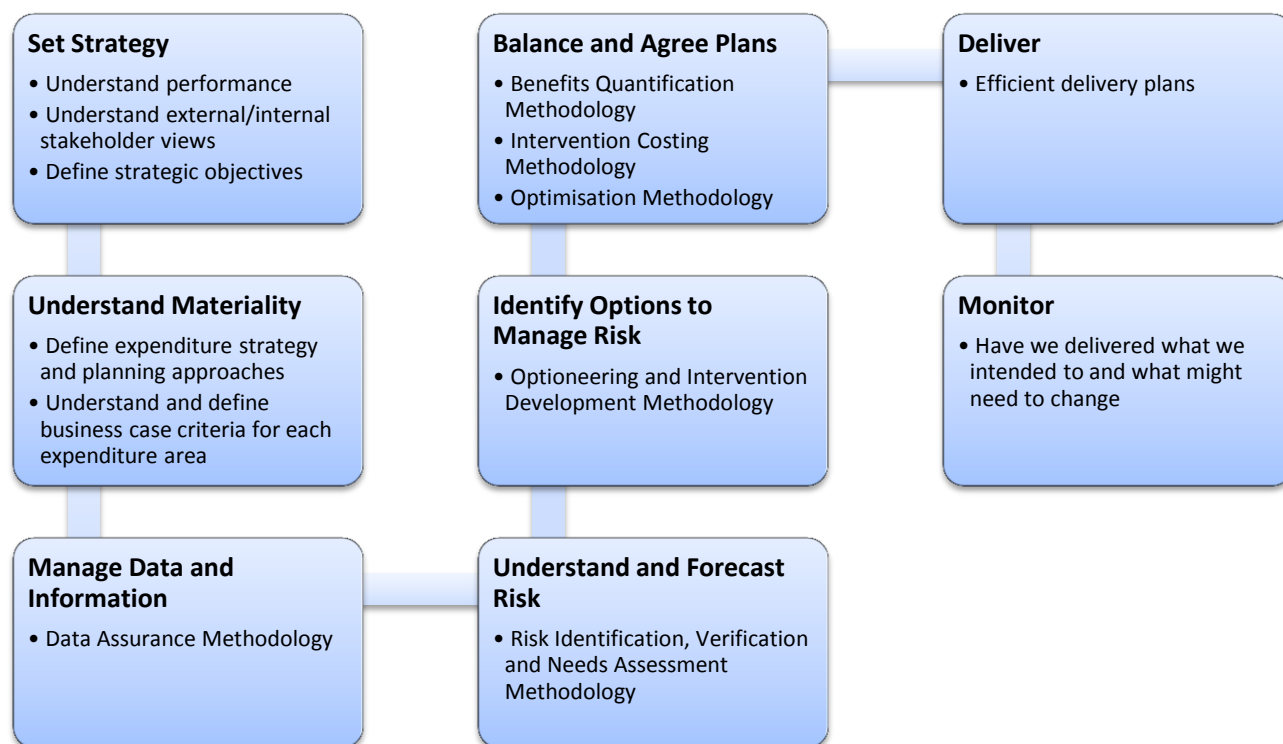 Set Strategy
• Understand performance
• Understand external/internal
stakeholder views
• Define strategic objectives
Understand Materiality
• Define expenditure strategy
and planning approaches
• Understand and define
business case criteria for each
expenditure area
Manage Data and
Information
• Data Assurance Methodology
Understand and Forecast
Risk
• Risk Identification, Verification
and Needs Assessment
Methodology
Identify Options to
Manage Risk
• Optioneering and Intervention
Development Methodology
Balance and Agree Plans
• Benefits Quantification
Methodology
• Intervention Costing
Methodology
• Optimisation Methodology
Deliver
• Efficient delivery plans
Monitor
• Have we delivered what we
intended to and what might
need to change